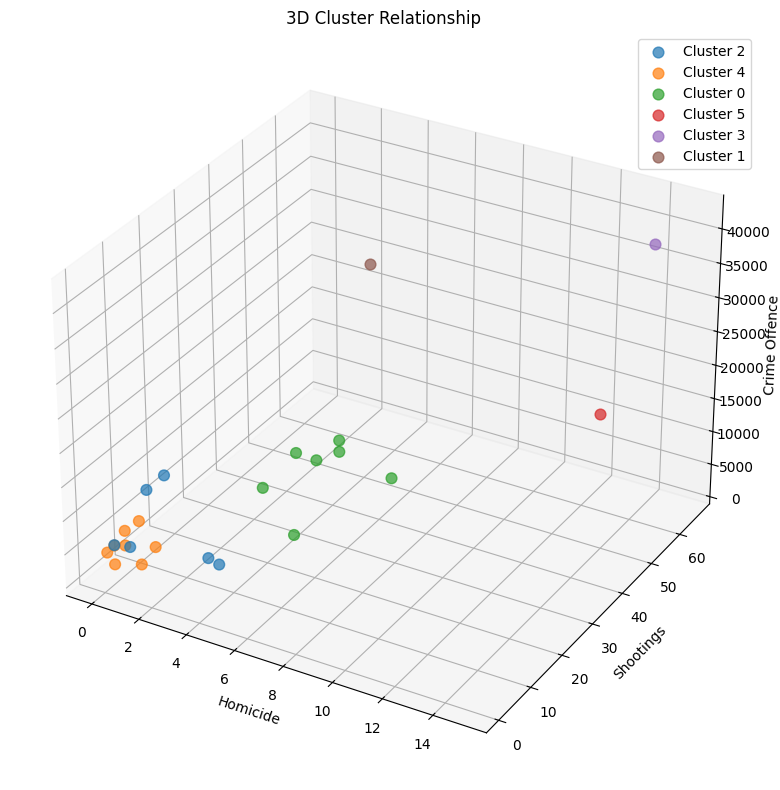 3D Cluster Relationship
Cluster 2
Cluster 4
Cluster 0
Cluster 5
Cluster 3
Cluster 1
40000
35000
30000
25000
20000
15000
10000
5000
0
Crime Offence
60
50
40
30
20
10
0
Shootings
0
2
4
6
8
10
12
14
Homicide